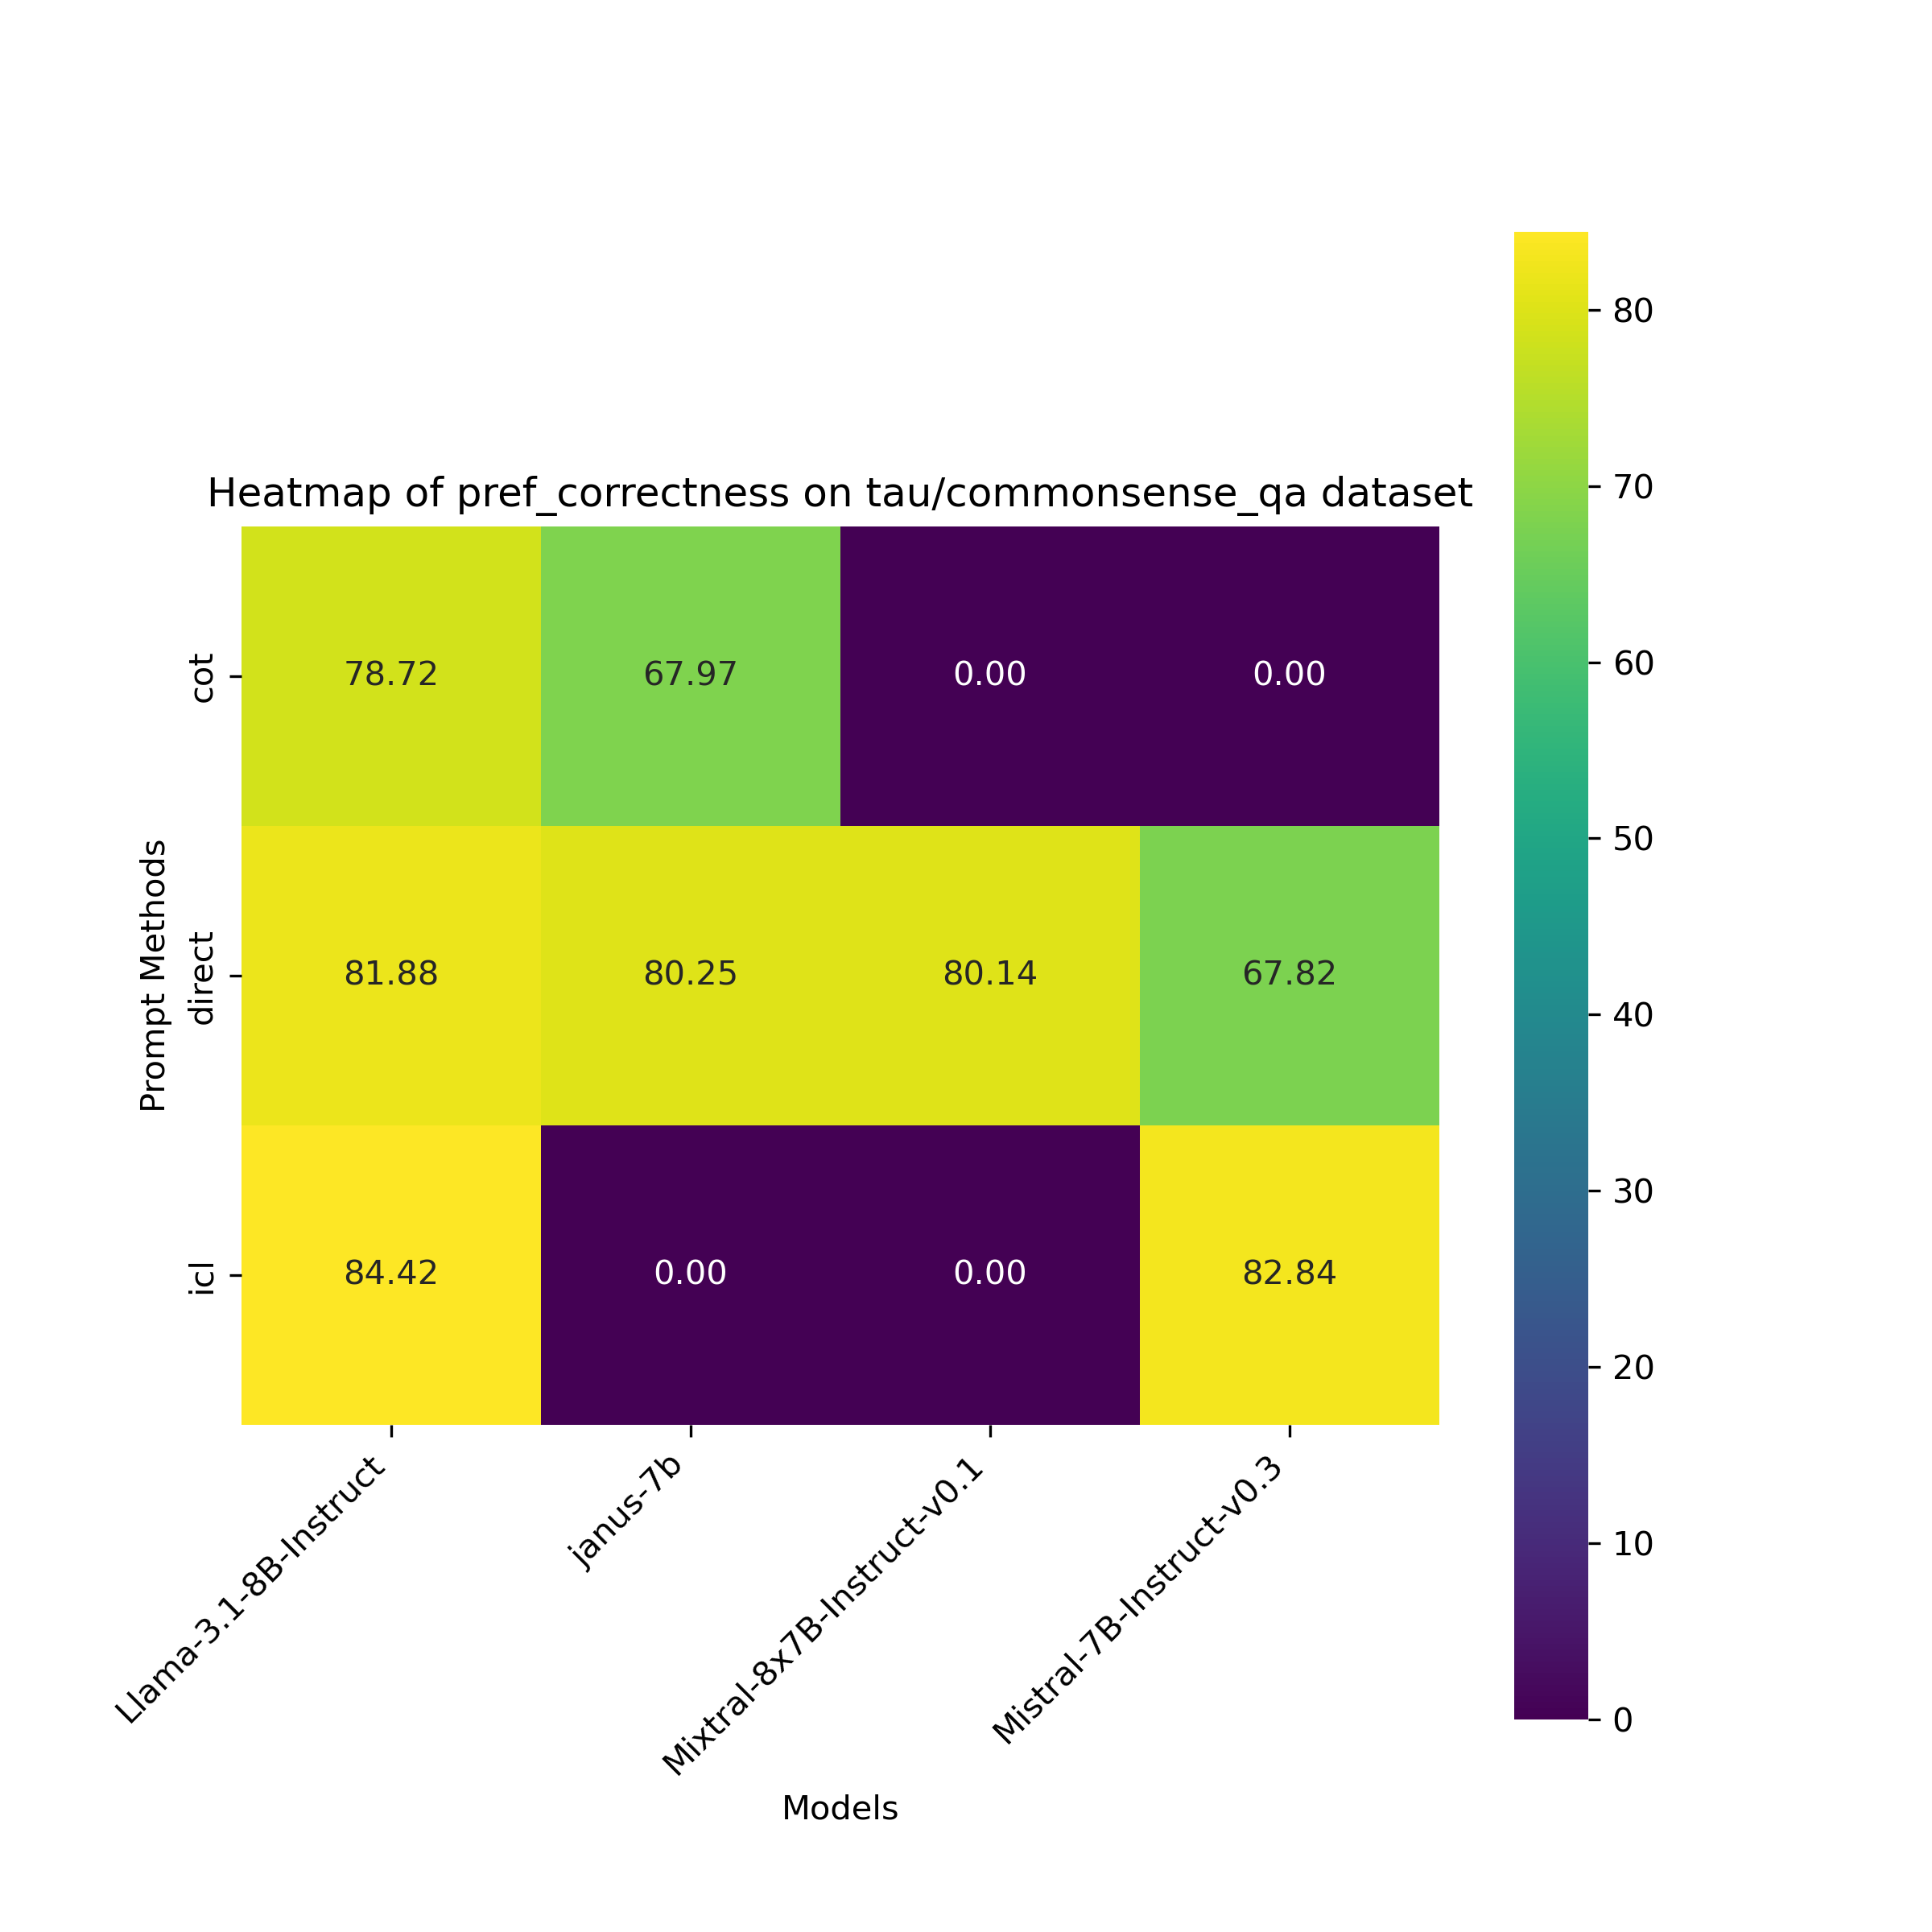 Heatmap of pref_correctness on tau/commonsense_qa dataset
Prompt Methods
cot
78.72 67.97 0.00 0.00
direct
81.88 80.25 80.14 67.82
icl
84.42 0.00 0.00 82.84
Llama-3.1-8B-Instruct
janus-7b
Mixtral-8x7B-Instruct-v0.1
Mistral-7B-Instruct-v0.3
Models
80
70
60
50
40
30
20
10
0